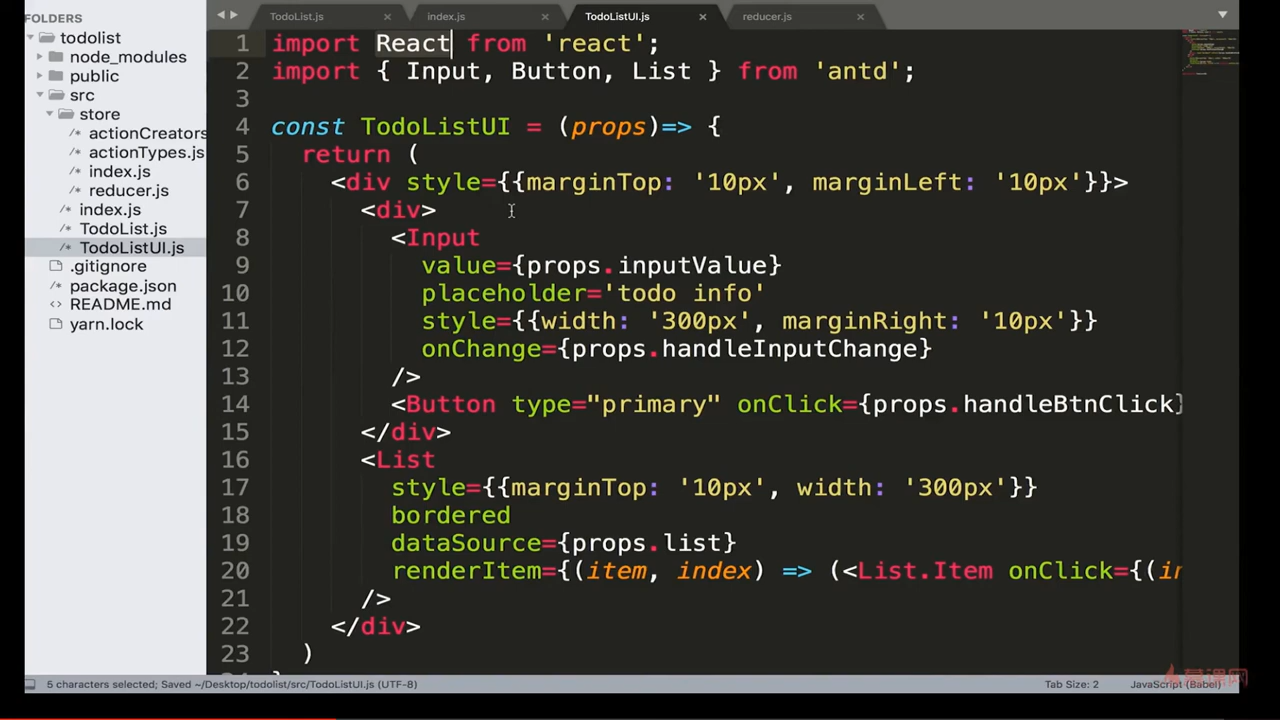 FOLDERS
todolist
node_modules
public
src
store
actionCreators
actionTypes.js
index.js
reducer.js
index.js
TodoList.js
TodoListUI.js
.gitignore
package.json
README.md
yarn.lock
TodoList.js × index.js × TodoListUI.js × reducer.js ×
1 import React from 'react';
2 import { Input, Button, List } from 'antd';
3
4 const TodoListUI = (props)=> {
5 return (
6 <div style={{marginTop: '10px', marginLeft: '10px'}}>
7 <div>
8 <Input
9 value={props.inputValue}
10 placeholder='todo info'
11 style={{width: '300px', marginRight: '10px'}}
12 onChange={props.handleInputChange}
13 />
14 <Button type="primary" onClick={props.handleBtnClick}
15 </div>
16 <List
17 style={{marginTop: '10px', width: '300px'}}
18 bordered
19 dataSource={props.list}
20 renderItem={(item, index) => (<List.Item onClick={(in
21 />
22 </div>
23 )
5 characters selected; Saved ~/Desktop/todolist/src/TodoListUI.js (UTF-8)
Tab Size: 2
JavaScript (Babel)
慕课网